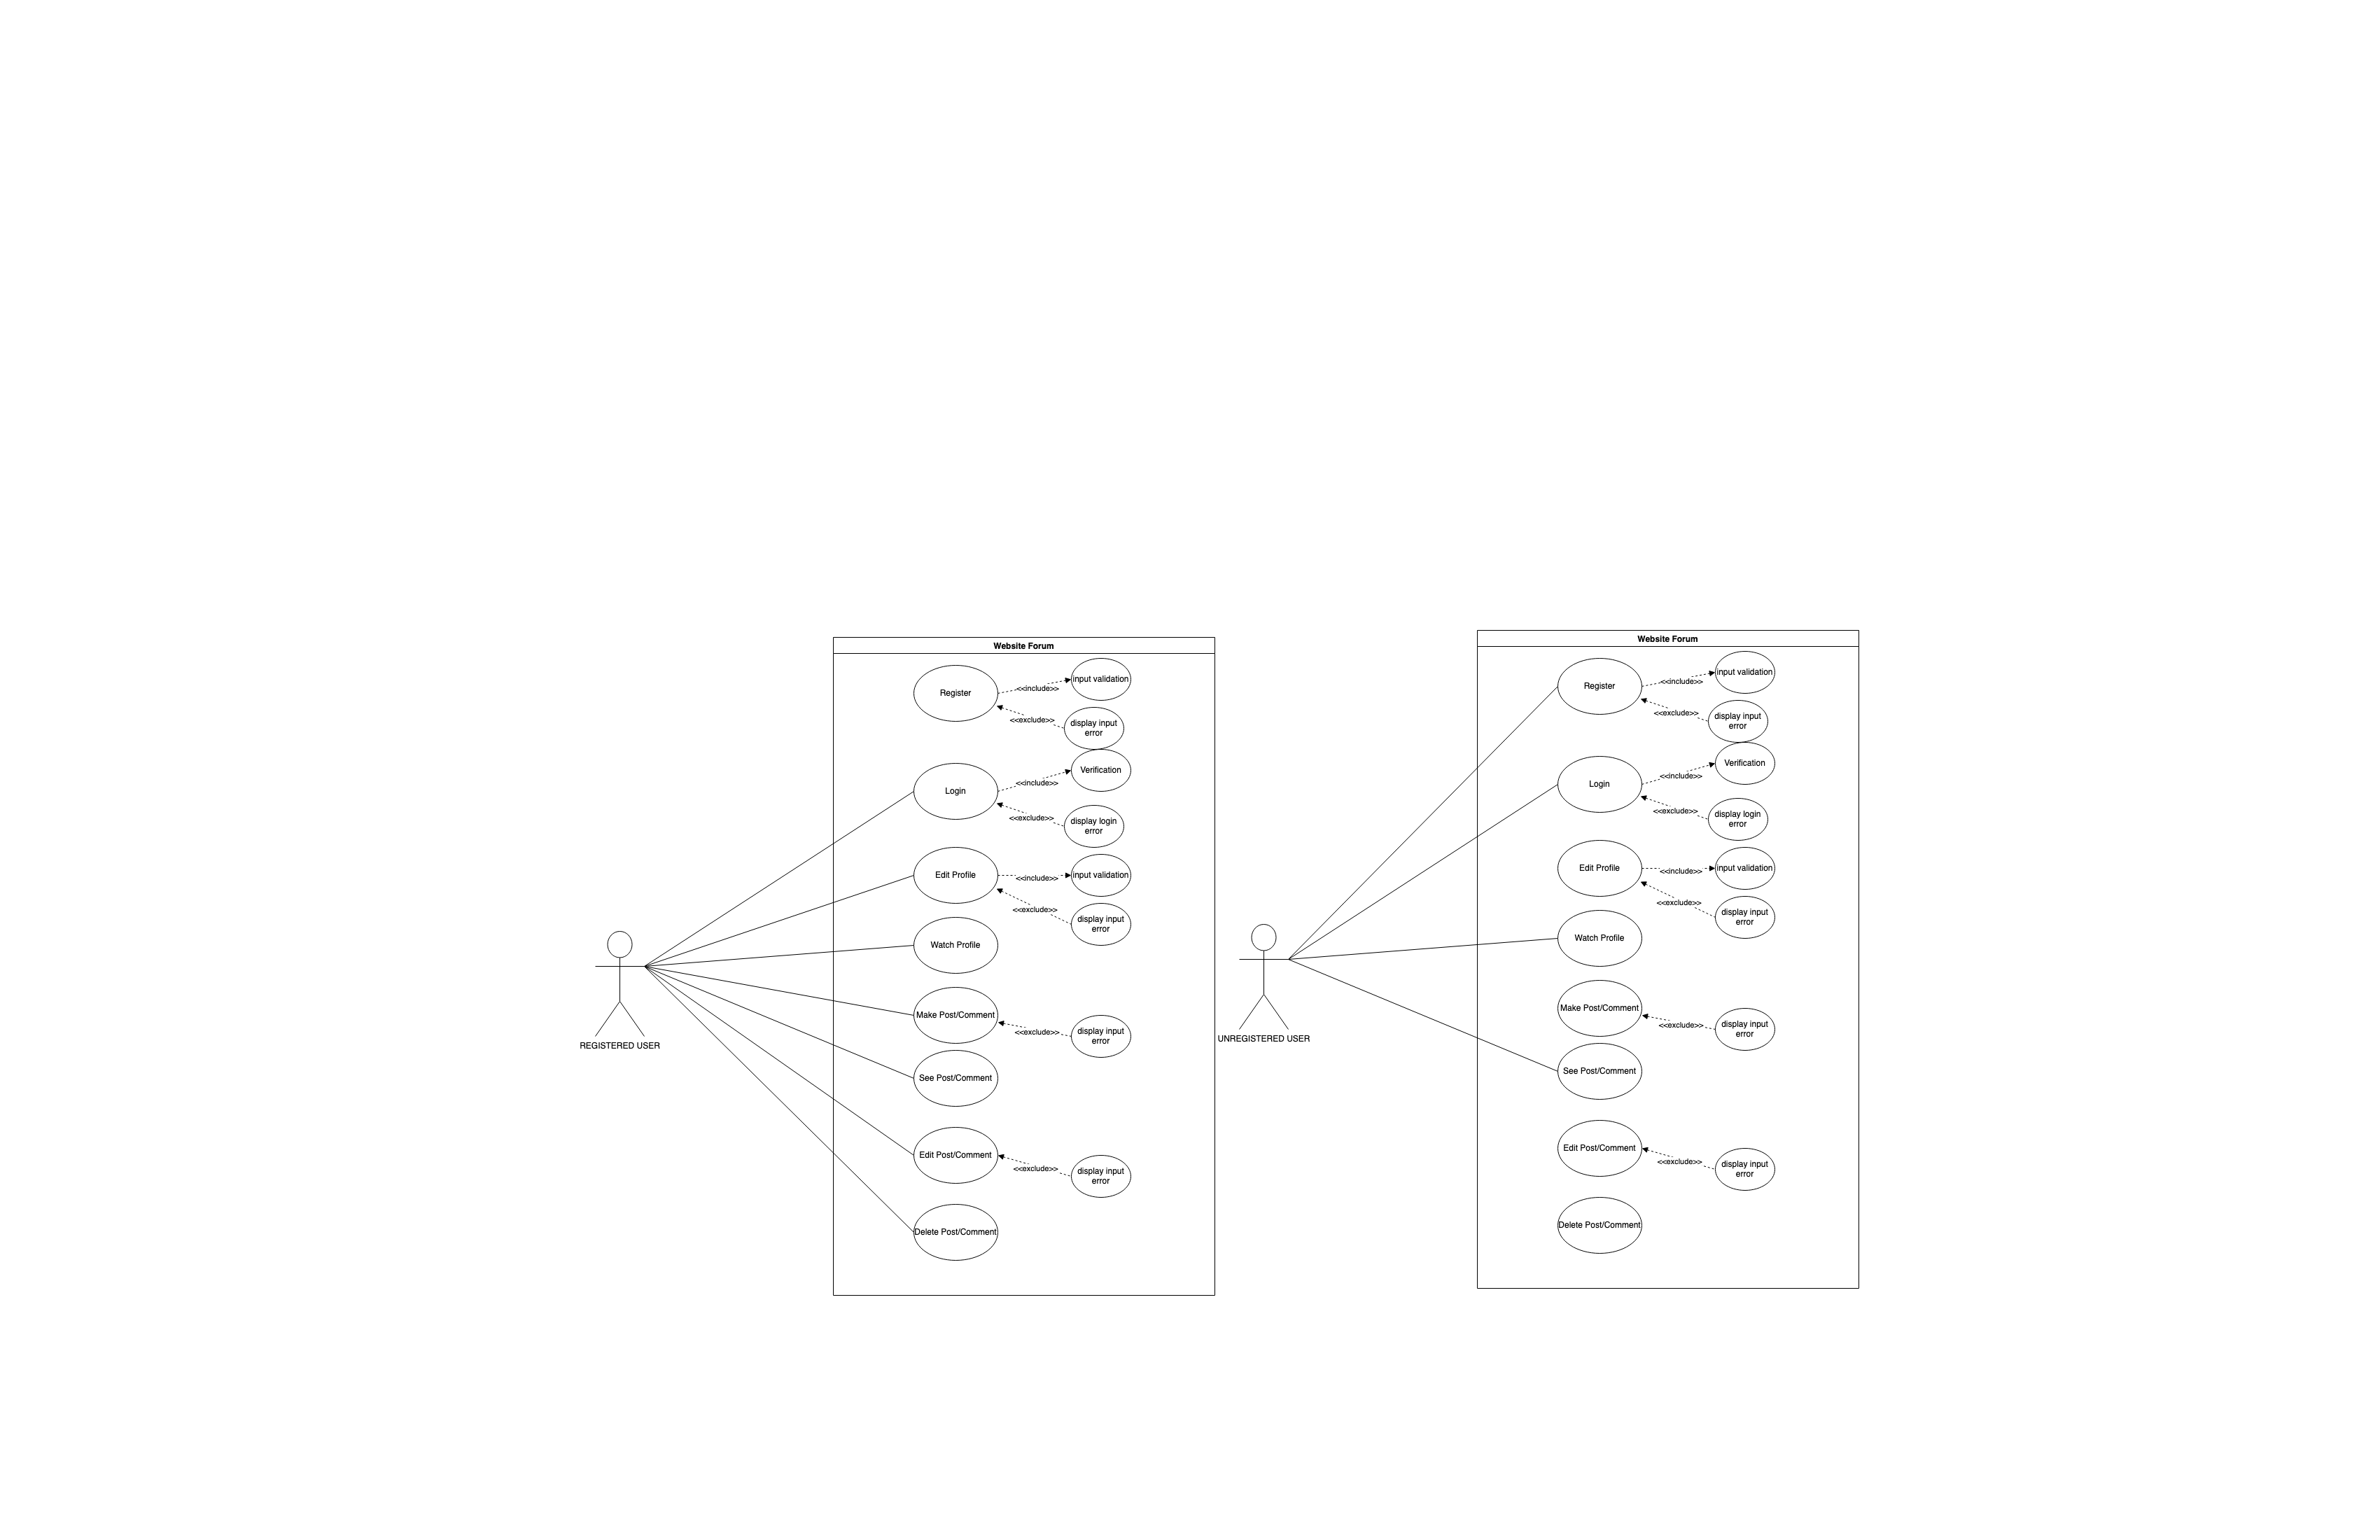 Website Forum
Register
<<include>>
input validation
<<exclude>>
display input
error
Login
<<include>>
Verification
<<exclude>>
display login
error
Edit Profile
<<include>>
input validation
<<exclude>>
display input
error
Watch Profile
Make Post/Comment
<<exclude>>
display input
error
See Post/Comment
Edit Post/Comment
<<exclude>>
display input
error
Delete Post/Comment
REGISTERED USER
Website Forum
Register
<<include>>
input validation
<<exclude>>
display input
error
Login
<<include>>
Verification
<<exclude>>
display login
error
Edit Profile
<<include>>
input validation
<<exclude>>
display input
error
Watch Profile
Make Post/Comment
<<exclude>>
display input
error
See Post/Comment
Edit Post/Comment
<<exclude>>
display input
error
Delete Post/Comment
UNREGISTERED USER